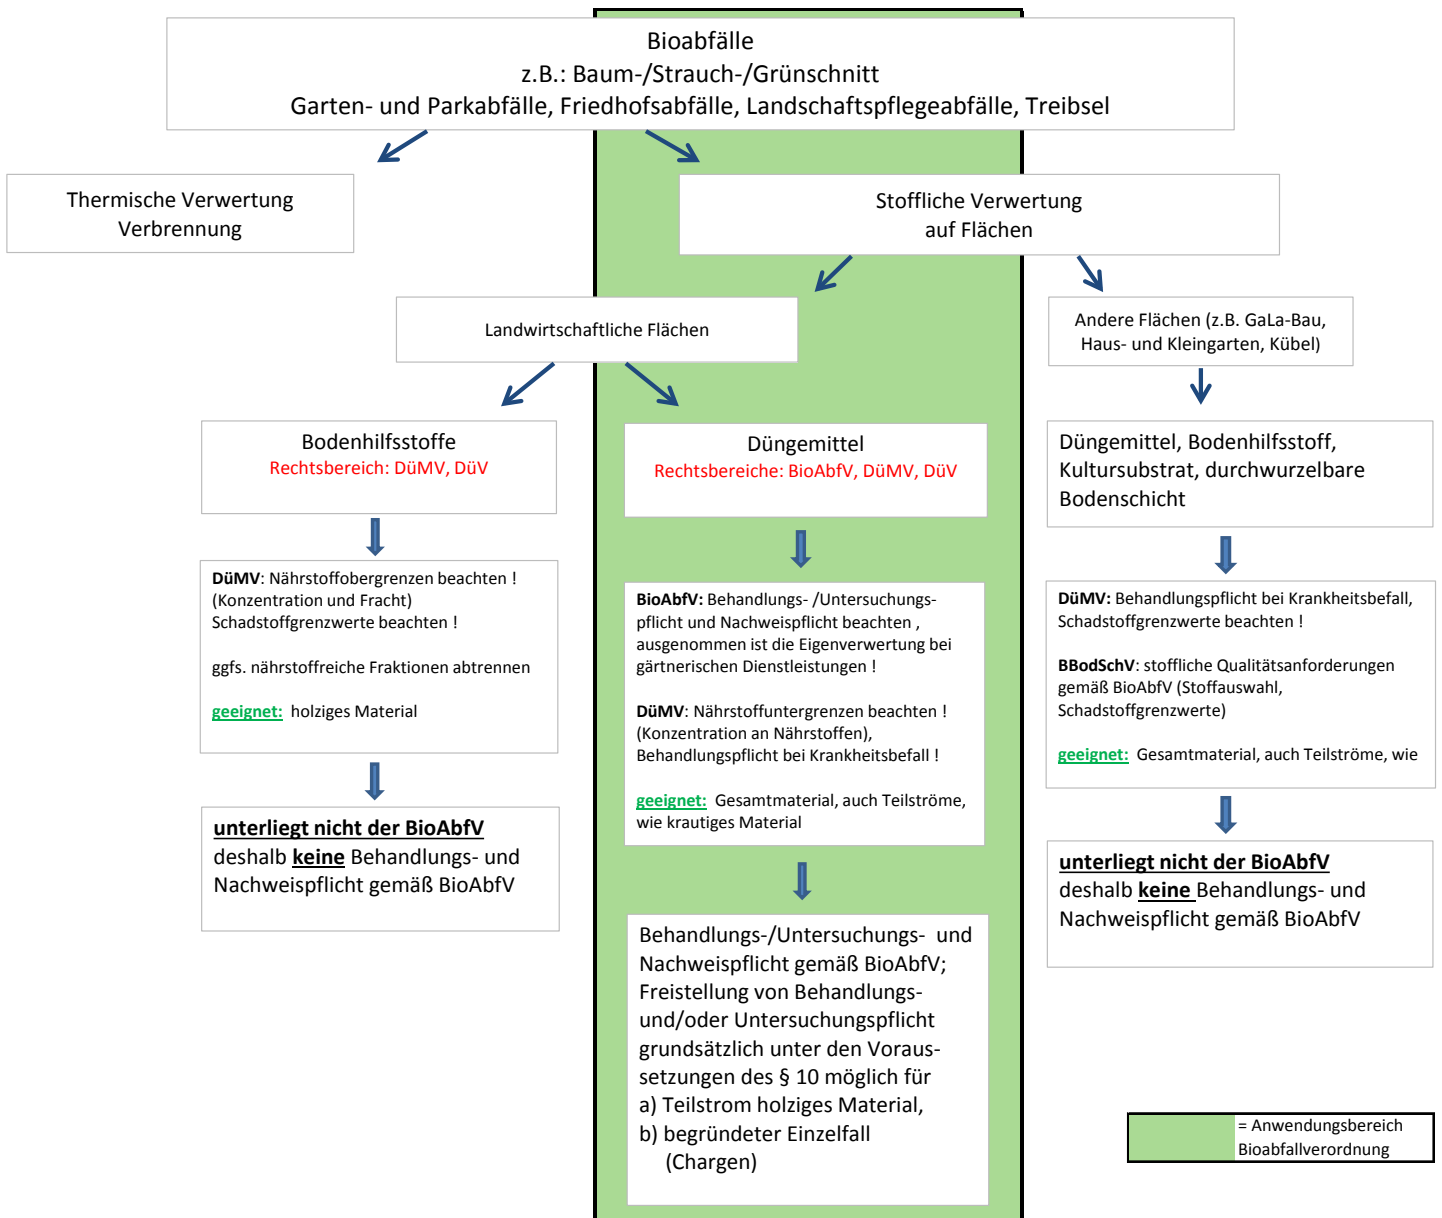 Bioabfälle
z.B.: Baum-/Strauch-/Grünschnitt
Garten- und Parkabfälle, Friedhofsabfälle, Landschaftspflegeabfälle, Treibsel
Thermische Verwertung
Verbrennung
Stoffliche Verwertung
auf Flächen
Landwirtschaftliche Flächen
Andere Flächen (z.B. GaLa-Bau,
Haus- und Kleingarten, Kübel)
Bodenhilfsstoffe
Rechtsbereich: DüMV, DüV
Düngemittel
Rechtsbereiche: BioAbfV, DüMV, DüV
Düngemittel, Bodenhilfsstoff,
Kultursubstrat, durchwurzelbare
Bodenschicht
DüMV: Nährstoffobergrenzen beachten !
(Konzentration und Fracht)
Schadstoffgrenzwerte beachten !
ggfs. nährstoffreiche Fraktionen abtrennen
geeignet: holziges Material
BioAbfV: Behandlungs- /Untersuchungs-
pflicht und Nachweispflicht beachten ,
ausgenommen ist die Eigenverwertung bei
gärtnerischen Dienstleistungen !
DüMV: Nährstoffuntergrenzen beachten !
(Konzentration an Nährstoffen),
Behandlungspflicht bei Krankheitsbefall !
geeignet: Gesamtmaterial, auch Teilströme,
wie krautiges Material
DüMV: Behandlungspflicht bei Krankheitsbefall,
Schadstoffgrenzwerte beachten !
BBodSchV: stoffliche Qualitätsanforderungen
gemäß BioAbfV (Stoffauswahl,
Schadstoffgrenzwerte)
geeignet: Gesamtmaterial, auch Teilströme, wie
unterliegt nicht der BioAbfV
deshalb keine Behandlungs- und
Nachweispflicht gemäß BioAbfV
Behandlungs-/Untersuchungs- und
Nachweispflicht gemäß BioAbfV;
Freistellung von Behandlungs-
und/oder Untersuchungspflicht
grundsätzlich unter den Voraus-
setzungen des § 10 möglich für
a) Teilstrom holziges Material,
b) begründeter Einzelfall
(Chargen)
unterliegt nicht der BioAbfV
deshalb keine Behandlungs- und
Nachweispflicht gemäß BioAbfV
= Anwendungsbereich
Bioabfallverordnung